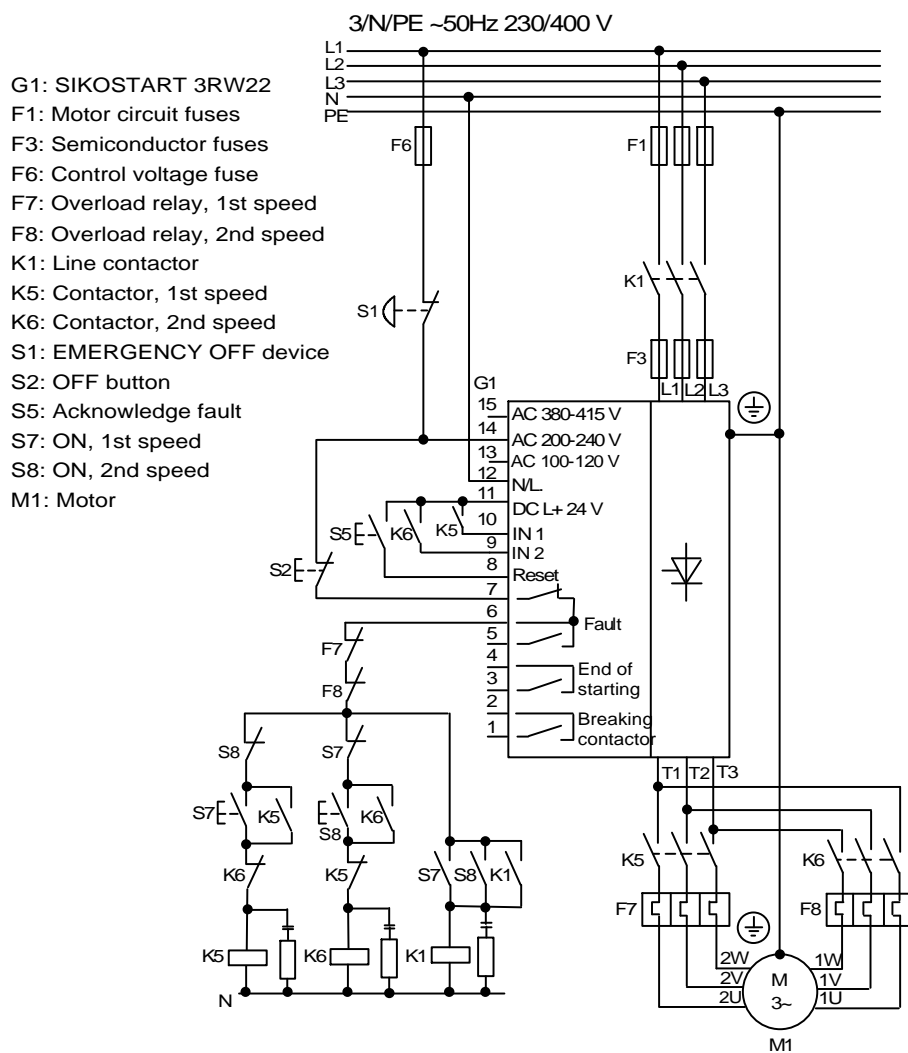 3/N/PE ~50Hz 230/400 V
L1
L2
L3
N
PE
G1: SIKOSTART 3RW22
F1: Motor circuit fuses
F3: Semiconductor fuses
F6: Control voltage fuse
F7: Overload relay, 1st speed
F8: Overload relay, 2nd speed
K1: Line contactor
K5: Contactor, 1st speed
K6: Contactor, 2nd speed
S1: EMERGENCY OFF device
S2: OFF button
S5: Acknowledge fault
S7: ON, 1st speed
S8: ON, 2nd speed
M1: Motor
F6
F1
K1
S1
F3
G1
L1 L2 L3
15 AC 380-415 V
14 AC 200-240 V
13 AC 100-120 V
12 N/L.
11 DC L+ 24 V
10 IN 1
9 IN 2
8 Reset
7
6 Fault
5
4 End of
3 starting
2 Breaking
1 contactor
S5 K6 K5
S2
F7
F8
T1 T2 T3
S8 S7
S7 K5 S8 K6
K6 K5 S7 S8 K1
K5 K6 K1
N
K5 K6
F7 F8
2W 1W
2V M 1V
2U 3~ 1U
M1